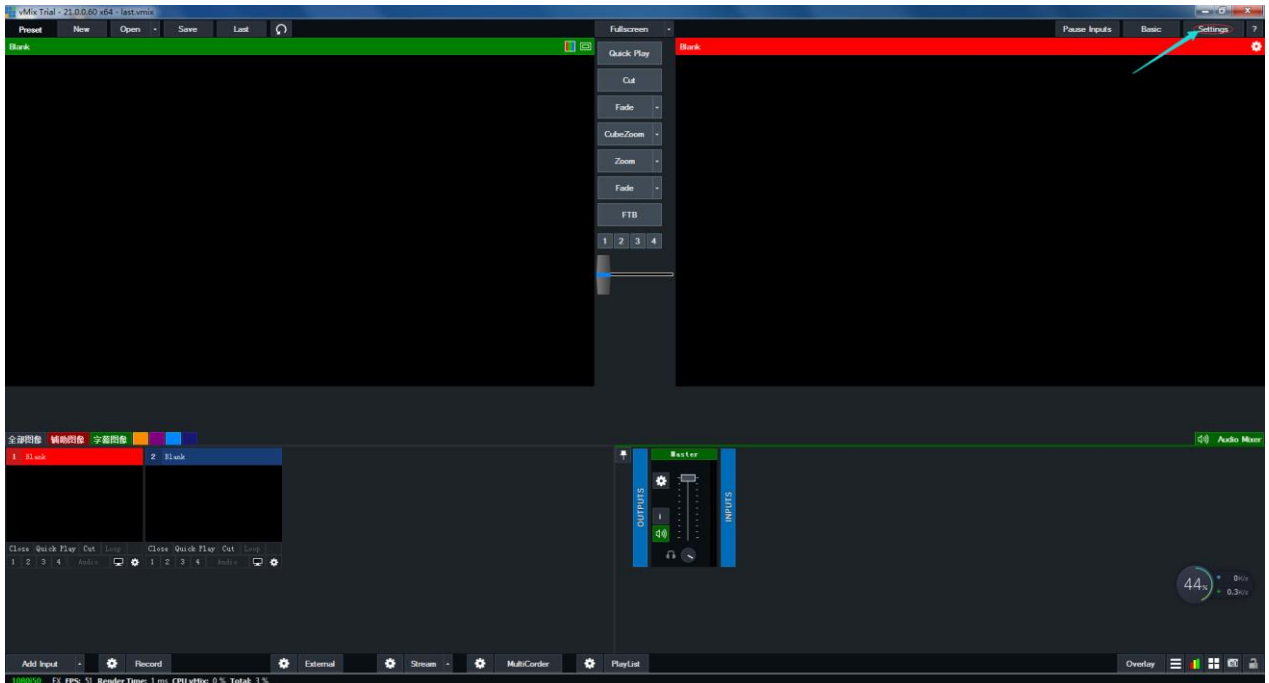 vMix Trial - 21.0.0.60 x64 - last.vmix
Preset New Open Save Last Fullscreen Pause Inputs Basic Settings ?
Blank Blank
Quick Play
Cut
Fade
CubeZoom
Zoom
Fade
FTB
1 2 3 4
全部图像 辅助图像 字幕图像 Audio Mixer
1 Blank 2 Blank Master
OUTPUTS INPUTS
Close Quick Play Cut Loop Close Quick Play Cut Loop
1 2 3 4 Audio 1 2 3 4 Audio
44% 0K/s
0.3K/s
Add Input Record External Stream MultiCorder PlayList Overlay
1080i50 EX FPS: 51 Render Time: 1 ms CPU vMix: 0 % Total: 3 %